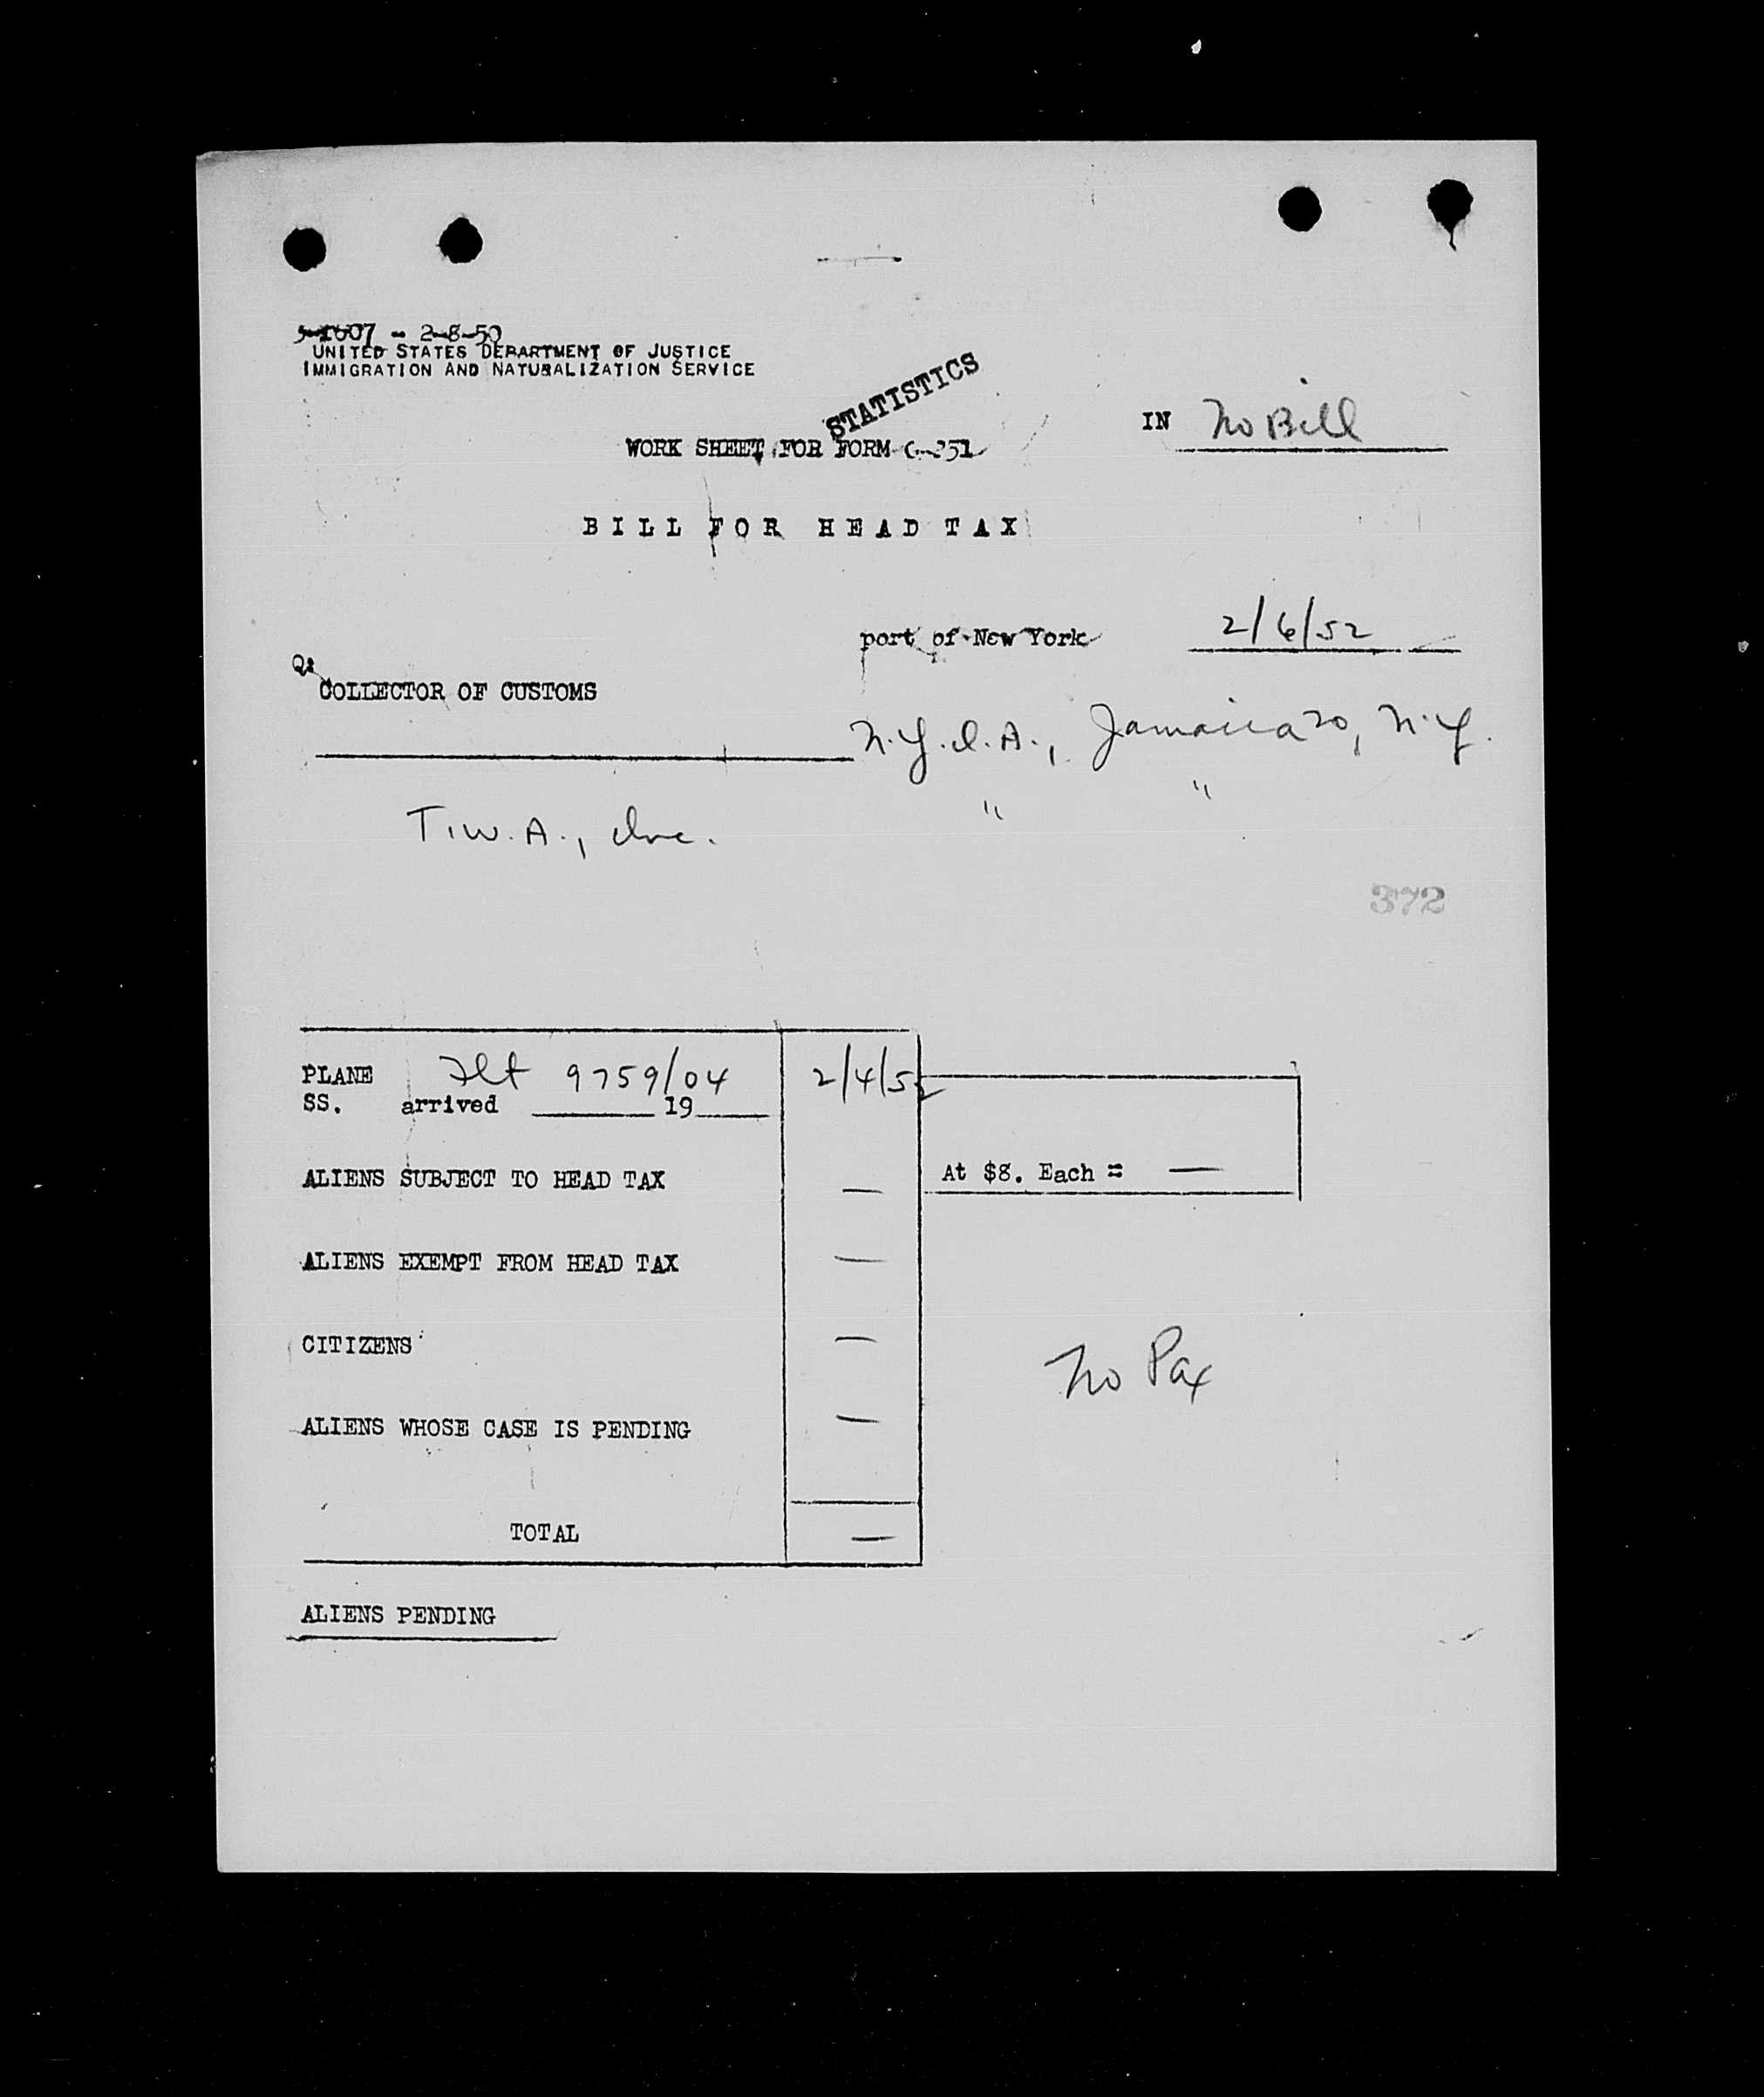 5-1607 - 2-8-50
UNITED STATES DEPARTMENT OF JUSTICE
IMMIGRATION AND NATURALIZATION SERVICE
STATISTICS
IN No Bill
WORK SHEET FOR FORM G-251
BILL FOR HEAD TAX
port of New York 2/6/52
COLLECTOR OF CUSTOMS
N.Y.I.A., Jamaica 20, N.Y.
T.W.A., Inc. " "
372
PLANE Flt 9759/04 2/4/52
SS. arrived 19
ALIENS SUBJECT TO HEAD TAX — At $8. Each = —
ALIENS EXEMPT FROM HEAD TAX —
CITIZENS —
No Pax
ALIENS WHOSE CASE IS PENDING —
TOTAL —
ALIENS PENDING